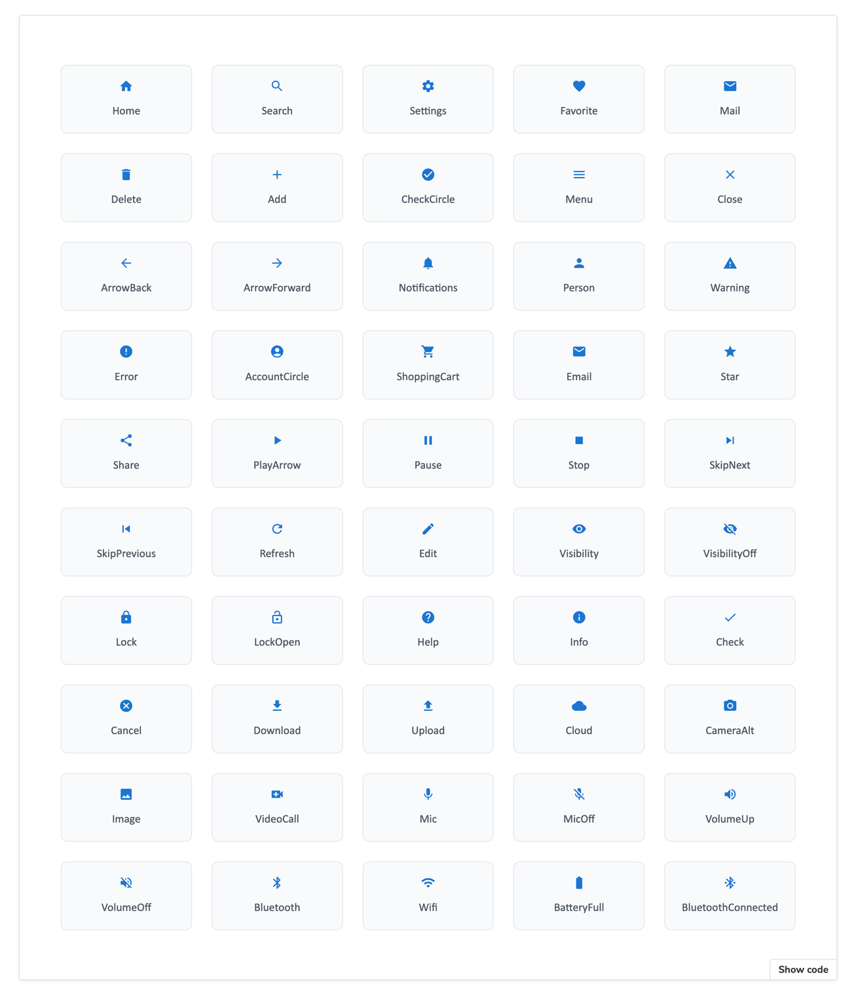 Home
Search
Settings
Favorite
Mail
Delete
Add
CheckCircle
Menu
Close
ArrowBack
ArrowForward
Notifications
Person
Warning
Error
AccountCircle
ShoppingCart
Email
Star
Share
PlayArrow
Pause
Stop
SkipNext
SkipPrevious
Refresh
Edit
Visibility
VisibilityOff
Lock
LockOpen
Help
Info
Check
Cancel
Download
Upload
Cloud
CameraAlt
Image
VideoCall
Mic
MicOff
VolumeUp
VolumeOff
Bluetooth
Wifi
BatteryFull
BluetoothConnected
Show code